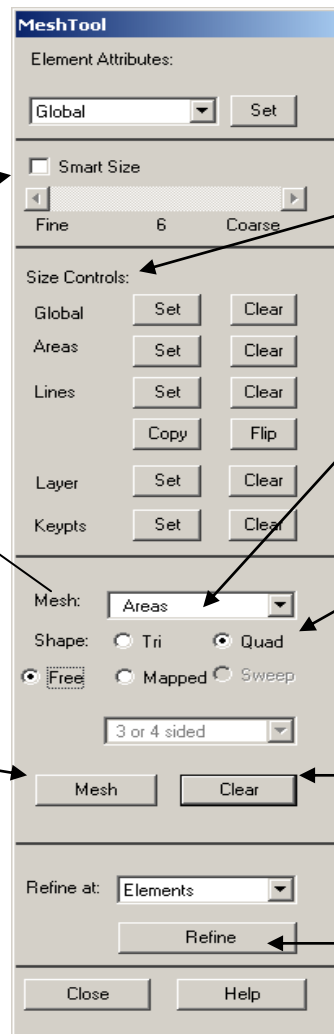 MeshTool
Element Attributes:
Global Set
Smart Size
Fine 6 Coarse
Size Controls:
Global Set Clear
Areas Set Clear
Lines Set Clear
Copy Flip
Layer Set Clear
Keypts Set Clear
Mesh: Areas
Shape: Tri Quad
Free Mapped Sweep
3 or 4 sided
Mesh Clear
Refine at: Elements
Refine
Close Help